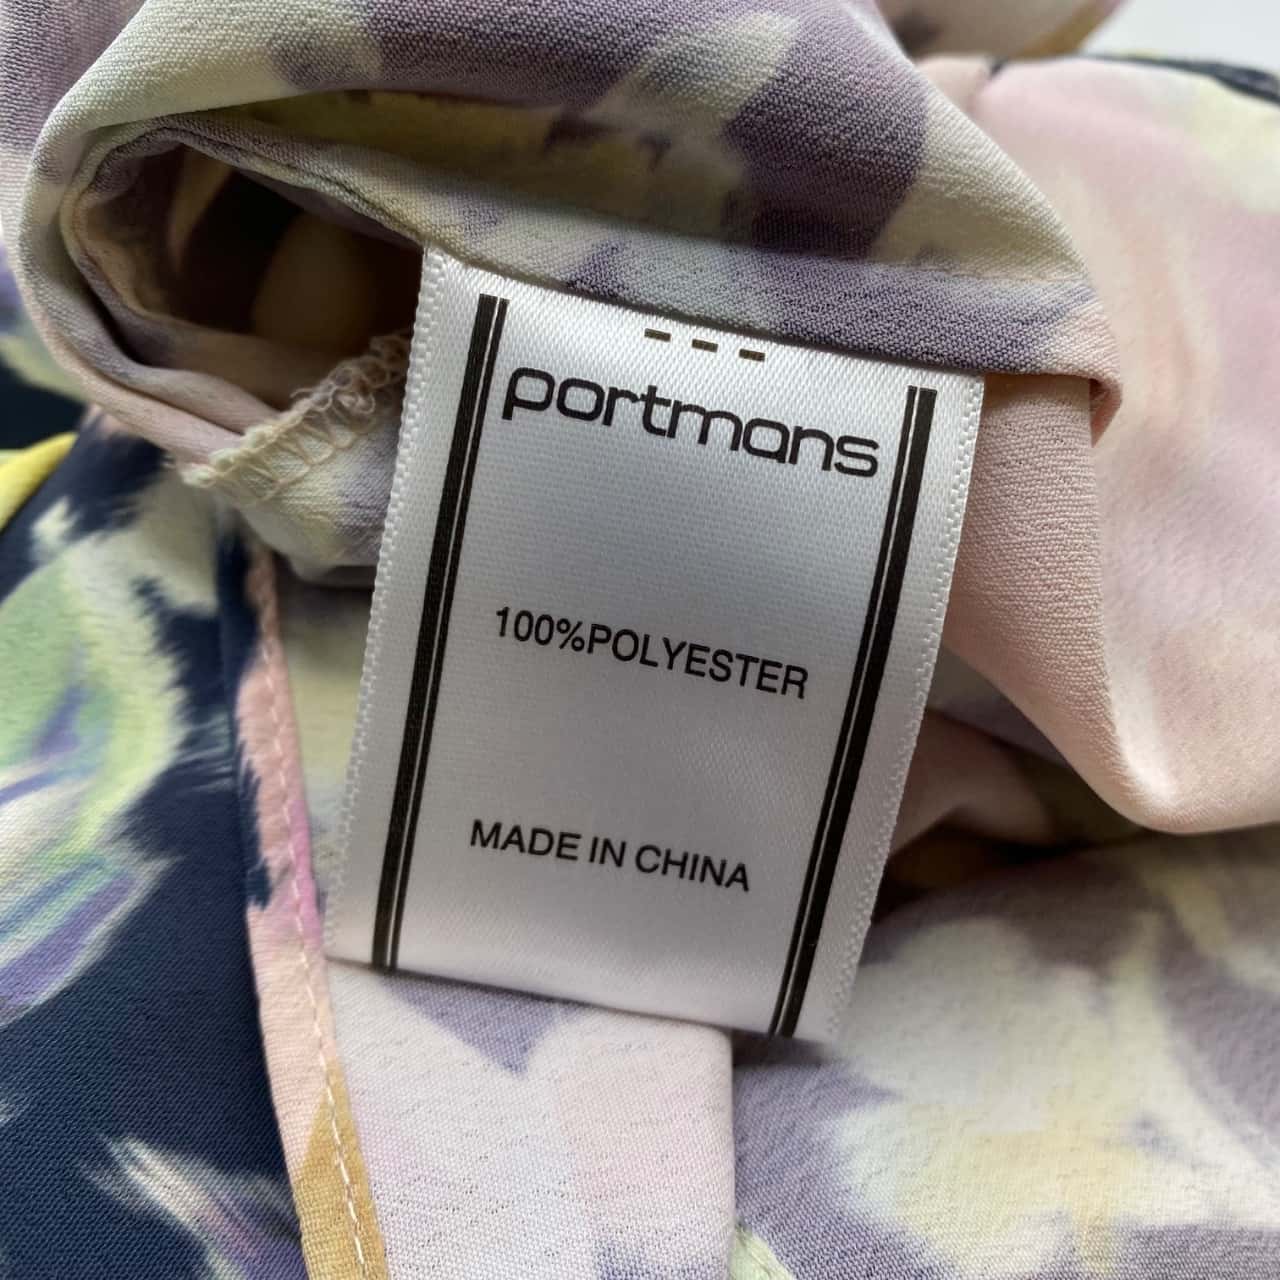 portmans
100%POLYESTER
MADE IN CHINA